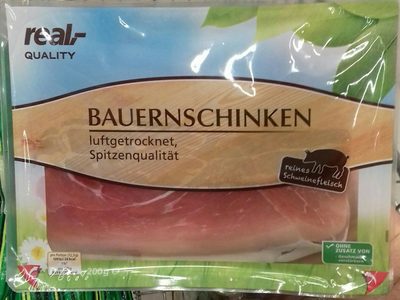 real,-
QUALITY
BAUERNSCHINKEN
luftgetrocknet,
Spitzenqualität
reines
Schweinefleisch
OHNE
ZUSATZ VON
200g e